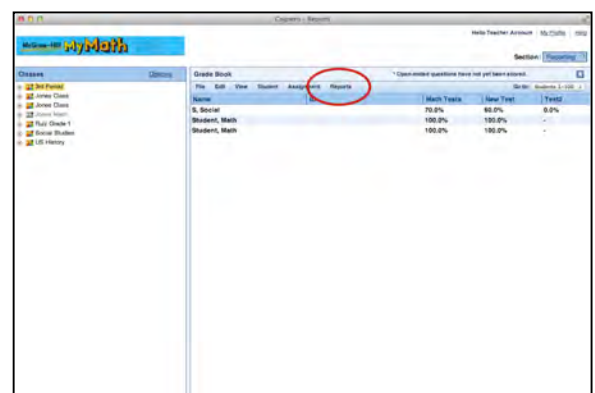 Hello Teacher Account | My Profile | Help
McGraw-Hill MyMath
Section: Reporting
Classes Options
3rd Period
Jones Class
Jones Class
Jones Math
Ruiz Grade 1
Social Studies
US History
Grade Book * Open-ended questions have not yet been scored.
File Edit View Student Assignment Reports Go to: Students 1-100
Name Math Tests New Test Test2
S, Social 70.0% 60.0% 0.0%
Student, Math 100.0% 100.0% -
Student, Math 100.0% 100.0% -